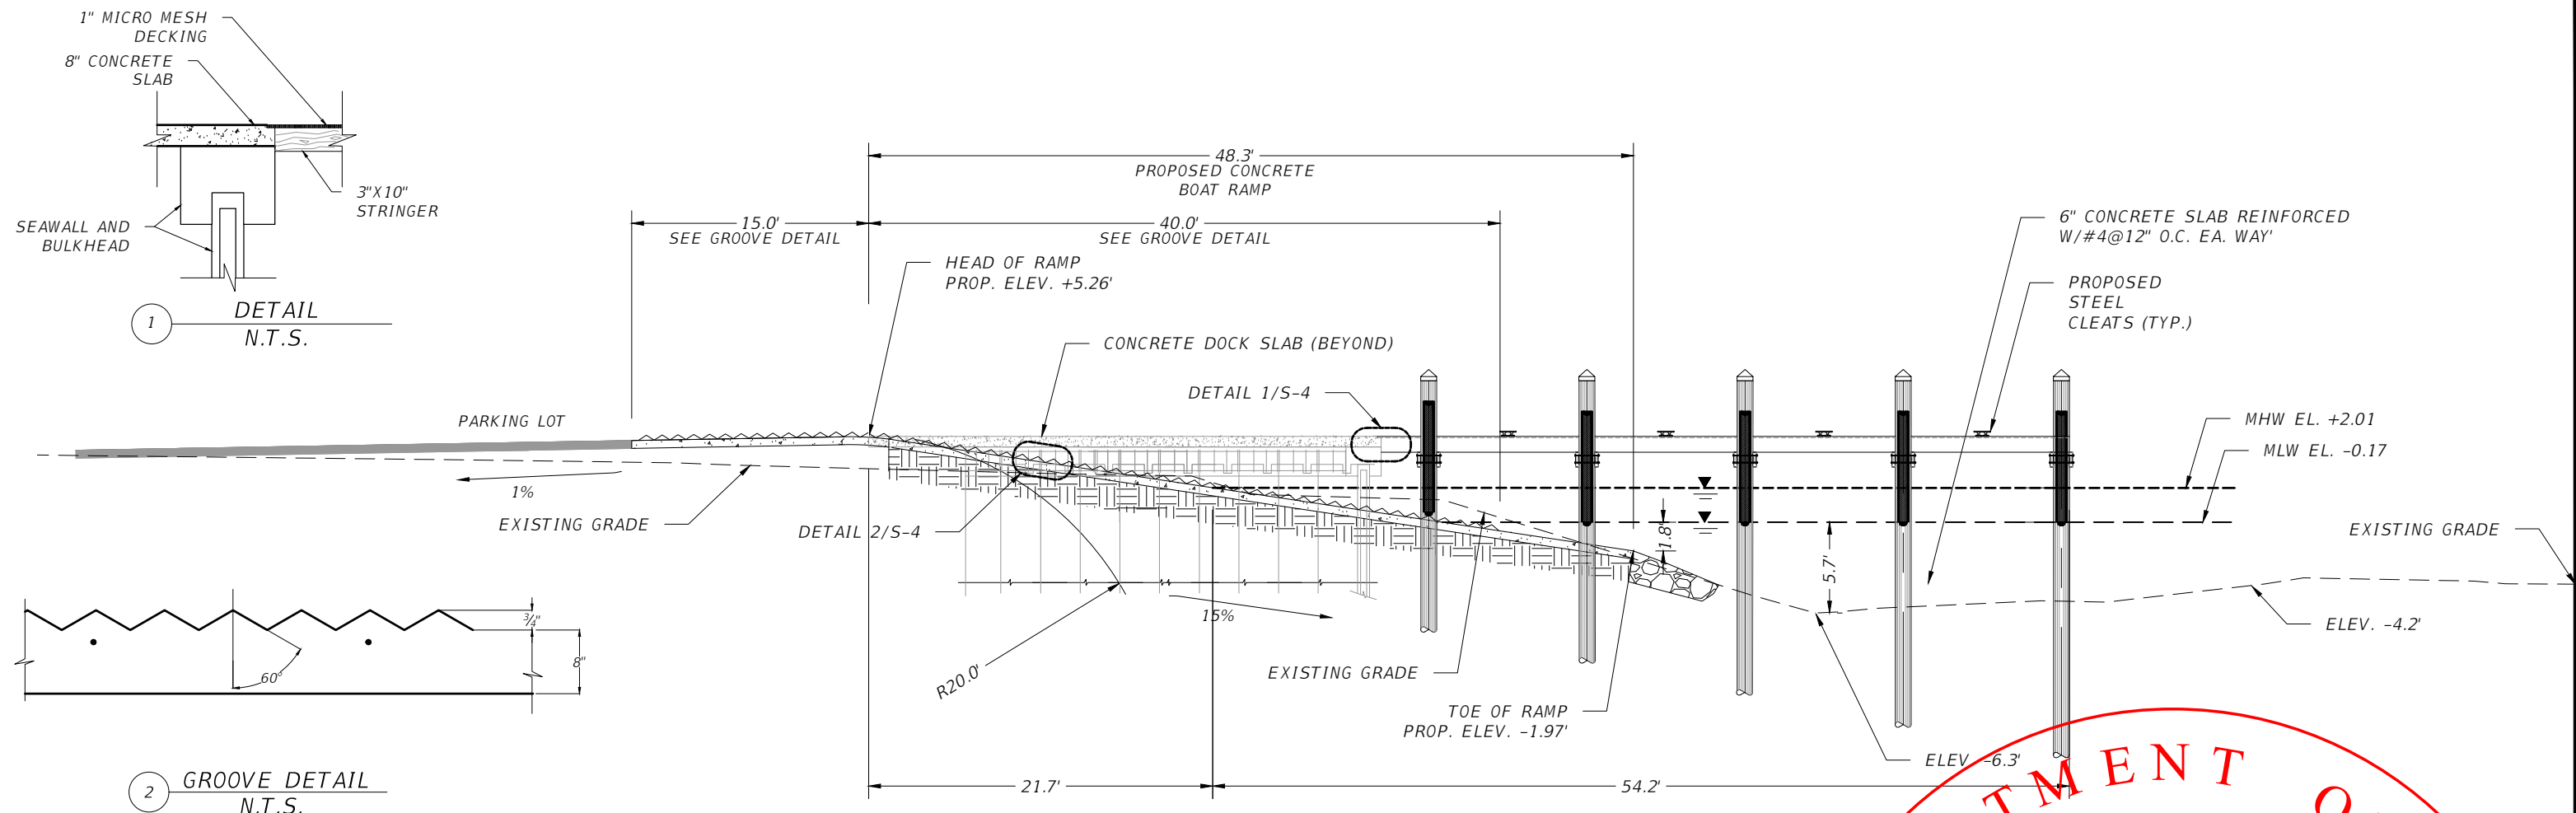 1" MICRO MESH
DECKING
8" CONCRETE
SLAB
3"X10"
STRINGER
SEAWALL AND
BULKHEAD
1
DETAIL
N.T.S.
48.3'
PROPOSED CONCRETE
BOAT RAMP
15.0'
SEE GROOVE DETAIL
40.0'
SEE GROOVE DETAIL
HEAD OF RAMP
PROP. ELEV. +5.26'
CONCRETE DOCK SLAB (BEYOND)
DETAIL 1/S-4
6" CONCRETE SLAB REINFORCED
W/#4@12" O.C. EA. WAY'
PROPOSED
STEEL
CLEATS (TYP.)
PARKING LOT
MHW EL. +2.01
MLW EL. -0.17
1%
EXISTING GRADE
DETAIL 2/S-4
1.8'
5.7'
EXISTING GRADE
15%
R20.0'
EXISTING GRADE
ELEV. -4.2'
TOE OF RAMP
PROP. ELEV. -1.97'
ELEV. -6.3'
21.7'
54.2'
3/4"
8"
60°
2
GROOVE DETAIL
N.T.S.
TMENT O